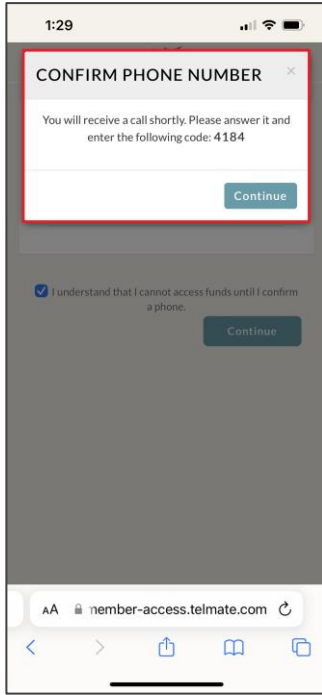 1:29
CONFIRM PHONE NUMBER ×
You will receive a call shortly. Please answer it and
enter the following code: 4184
Continue
I understand that I cannot access funds until I confirm
a phone.
Continue
AA member-access.telmate.com